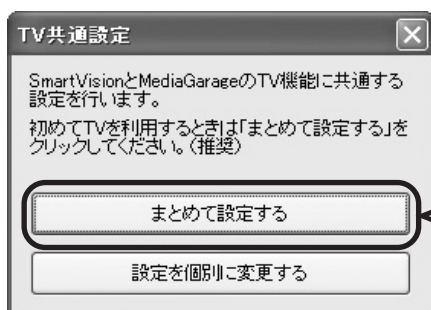 TV共通設定
SmartVisionとMediaGarageのTV機能に共通する
設定を行います。
初めてTVを利用するときは「まとめて設定する」を
クリックしてください。（推奨）
まとめて設定する
設定を個別に変更する